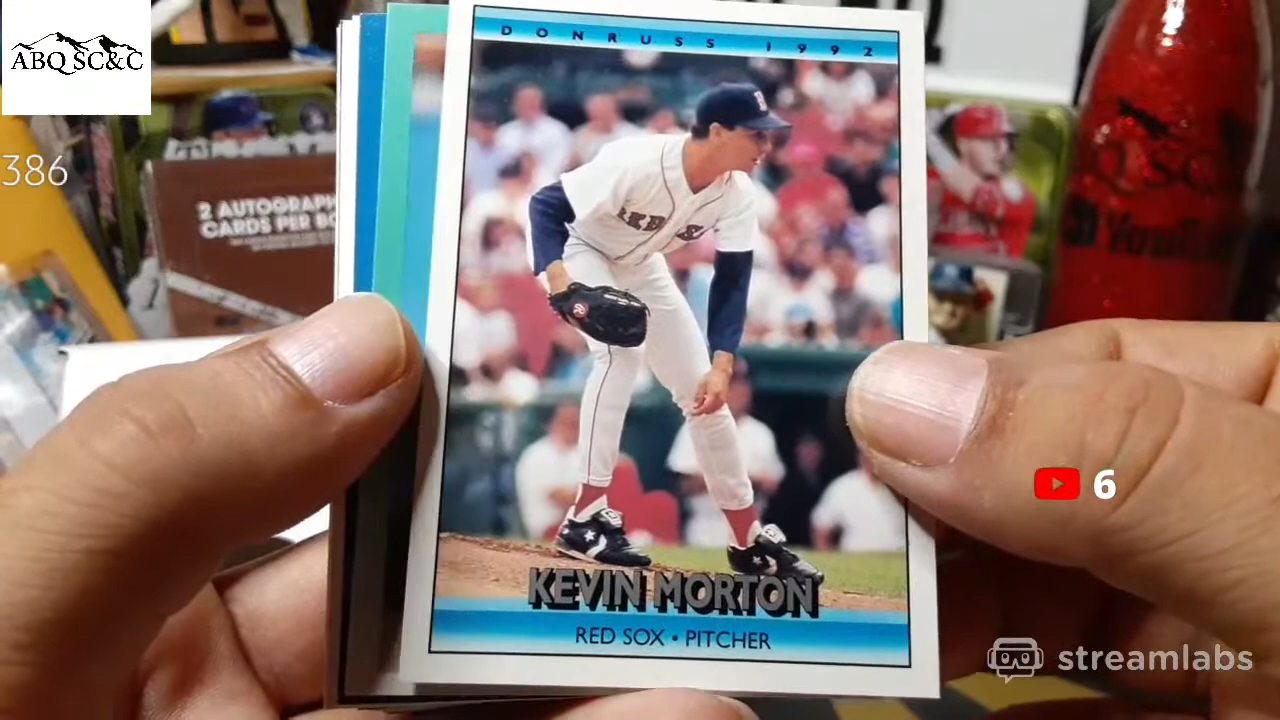 ABQ SC&C
386
2 AUTOGRAPH
CARDS PER BO
DONRUSS 1992
KEVIN MORTON
RED SOX • PITCHER
6
streamlabs